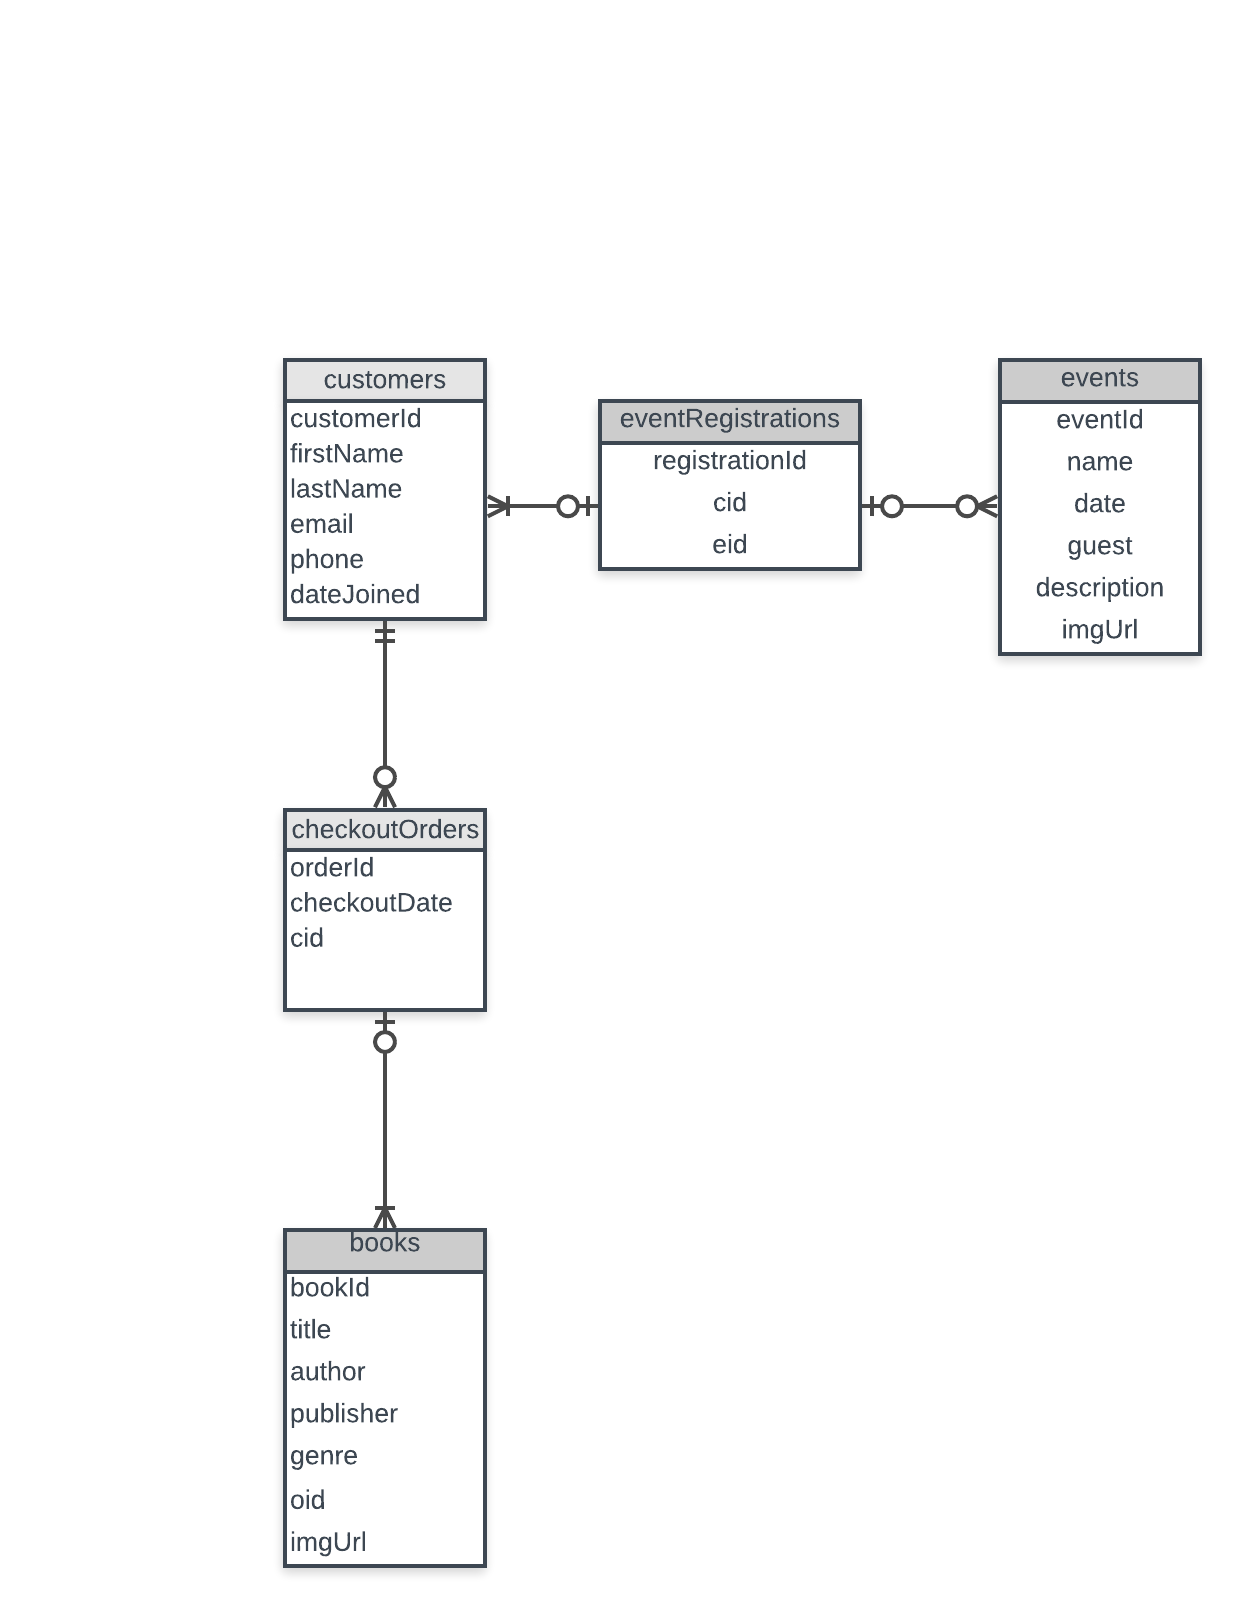 customers
customerId
firstName
lastName
email
phone
dateJoined
eventRegistrations
registrationId
cid
eid
events
eventId
name
date
guest
description
imgUrl
checkoutOrders
orderId
checkoutDate
cid
books
bookId
title
author
publisher
genre
oid
imgUrl